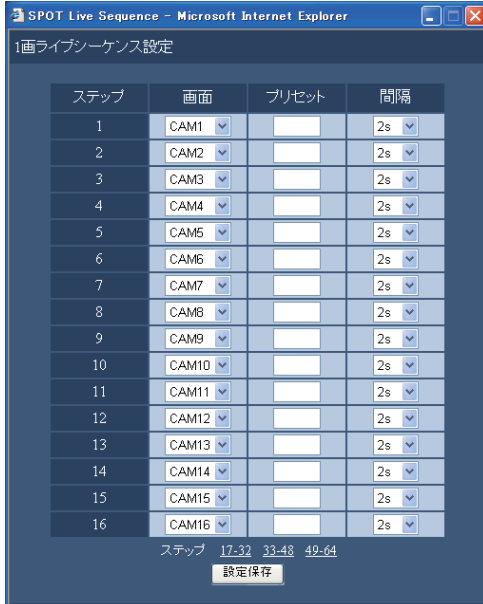 SPOT Live Sequence - Microsoft Internet Explorer
1画ライブシーケンス設定
ステップ 画面 プリセット 間隔
1 CAM1 2s
2 CAM2 2s
3 CAM3 2s
4 CAM4 2s
5 CAM5 2s
6 CAM6 2s
7 CAM7 2s
8 CAM8 2s
9 CAM9 2s
10 CAM10 2s
11 CAM11 2s
12 CAM12 2s
13 CAM13 2s
14 CAM14 2s
15 CAM15 2s
16 CAM16 2s
ステップ 17-32 33-48 49-64
設定保存